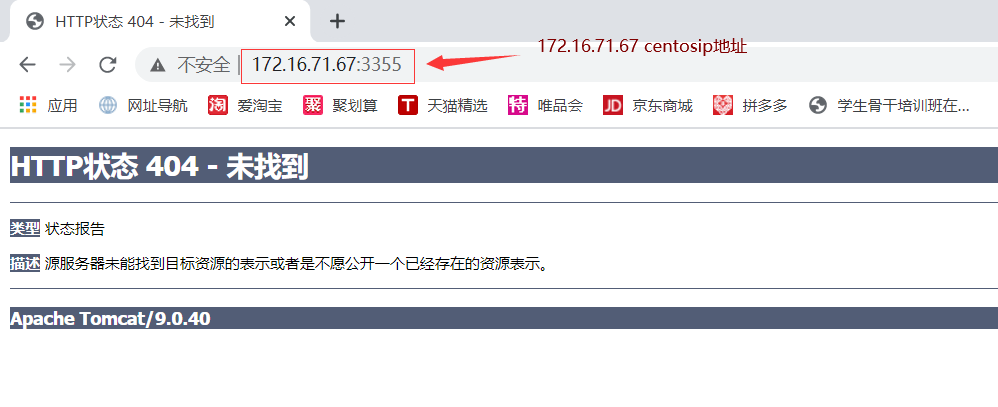 HTTP状态 404 - 未找到
172.16.71.67 centosip地址
不安全 | 172.16.71.67:3355
应用 网址导航 淘 爱淘宝 聚 聚划算 T 天猫精选 特 唯品会 JD 京东商城 拼多多 学生骨干培训班在...
HTTP状态 404 - 未找到
类型 状态报告
描述 源服务器未能找到目标资源的表示或者是不愿公开一个已经存在的资源表示。
Apache Tomcat/9.0.40